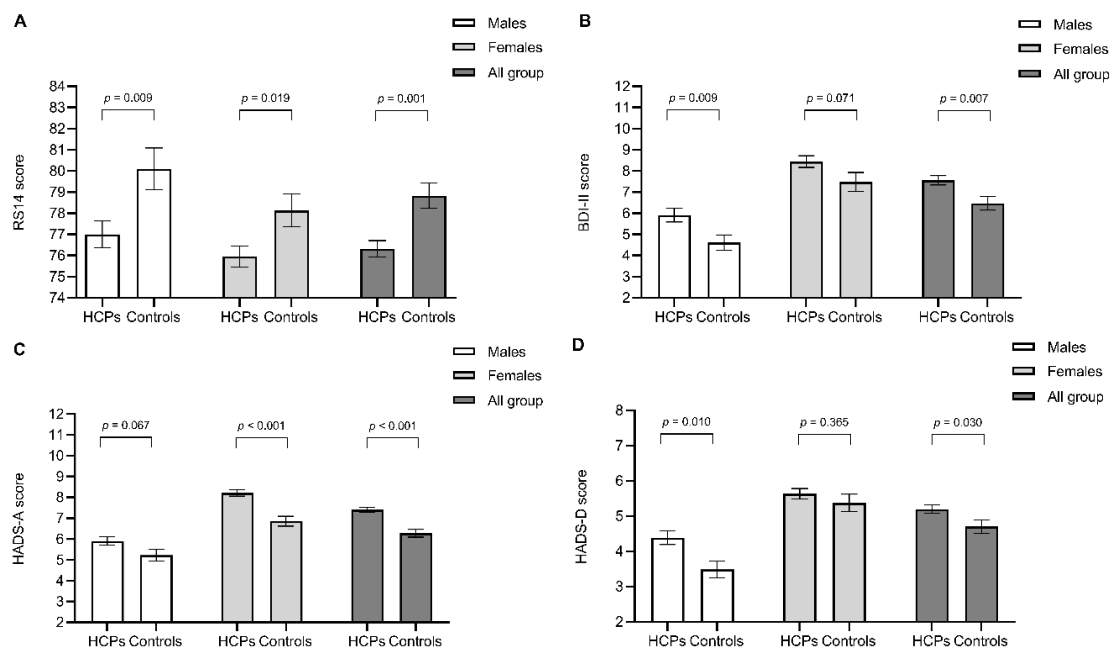 A
Males
Females
All group
84
83
82
81
80
79
78
77
76
75
74
RS14 score
p = 0.009
p = 0.019
p = 0.001
HCPs Controls
HCPs Controls
HCPs Controls
B
Males
Females
All group
12
11
10
9
8
7
6
5
4
3
2
BDI-II score
p = 0.009
p = 0.071
p = 0.007
HCPs Controls
HCPs Controls
HCPs Controls
C
Males
Females
All group
12
11
10
9
8
7
6
5
4
3
2
HADS-A score
p = 0.067
p < 0.001
p < 0.001
HCPs Controls
HCPs Controls
HCPs Controls
D
Males
Females
All group
8
7
6
5
4
3
2
HADS-D score
p = 0.010
p = 0.365
p = 0.030
HCPs Controls
HCPs Controls
HCPs Controls